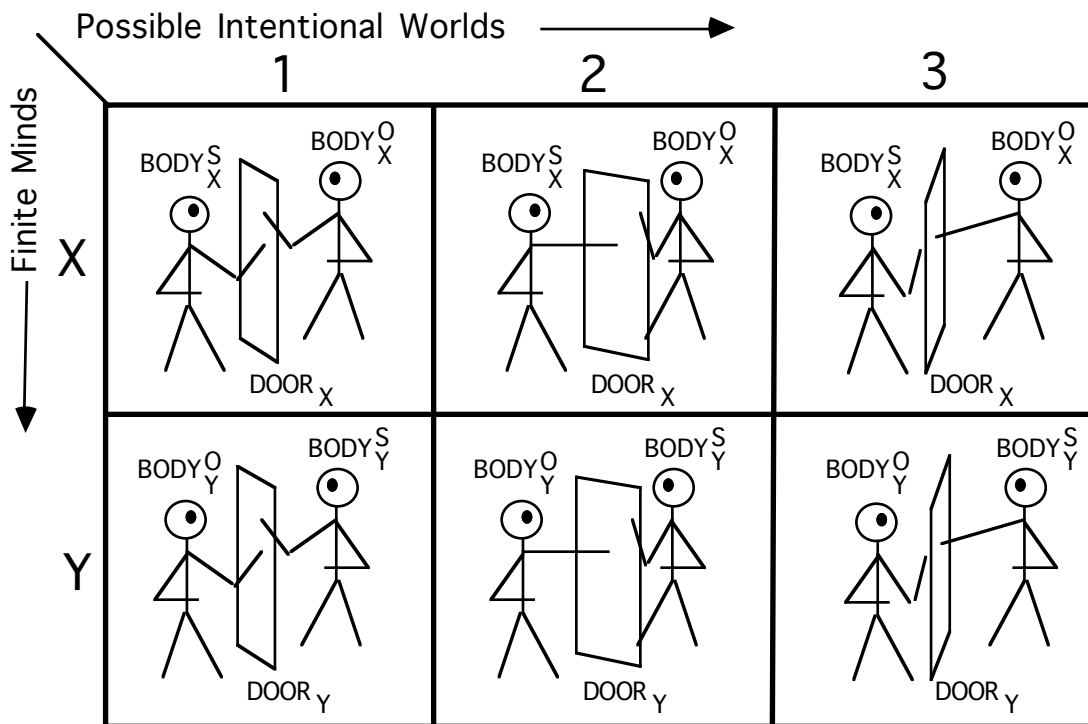 Possible Intentional Worlds
1 2 3
Finite Minds
X
BODY S X BODY O X
DOOR X
BODY S X BODY O X
DOOR X
BODY S X BODY O X
DOOR X
Y
BODY O Y BODY S Y
DOOR Y
BODY O Y BODY S Y
DOOR Y
BODY O Y BODY S Y
DOOR Y